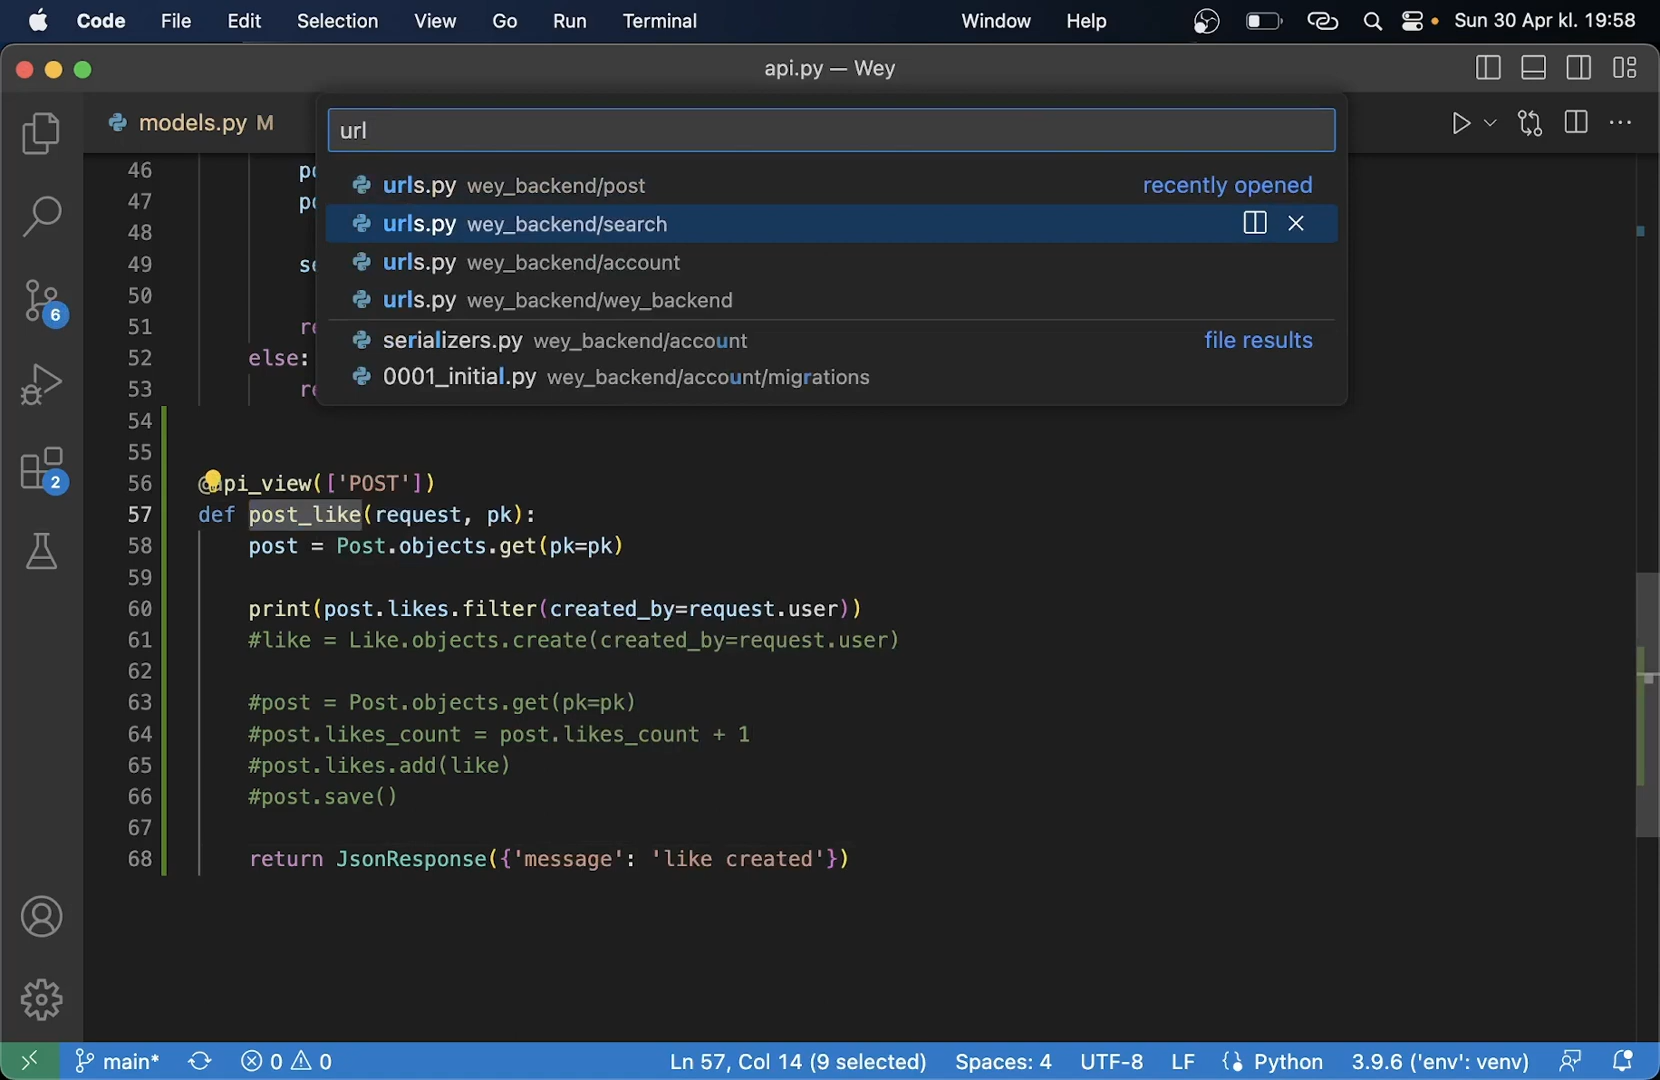 Code File Edit Selection View Go Run Terminal Window Help Sun 30 Apr kl. 19:58
api.py — Wey
models.py M
url
urls.py wey_backend/post recently opened
urls.py wey_backend/search
urls.py wey_backend/account
urls.py wey_backend/wey_backend
serializers.py wey_backend/account file results
0001_initial.py wey_backend/account/migrations
46 po
47 po
48
49 se
50
51 re
52 else:
53 re
54
55
56 @api_view(['POST'])
57 def post_like(request, pk):
58 post = Post.objects.get(pk=pk)
59
60 print(post.likes.filter(created_by=request.user))
61 #like = Like.objects.create(created_by=request.user)
62
63 #post = Post.objects.get(pk=pk)
64 #post.likes_count = post.likes_count + 1
65 #post.likes.add(like)
66 #post.save()
67
68 return JsonResponse({'message': 'like created'})
6
2
main* 0 0 Ln 57, Col 14 (9 selected) Spaces: 4 UTF-8 LF Python 3.9.6 ('env': venv)